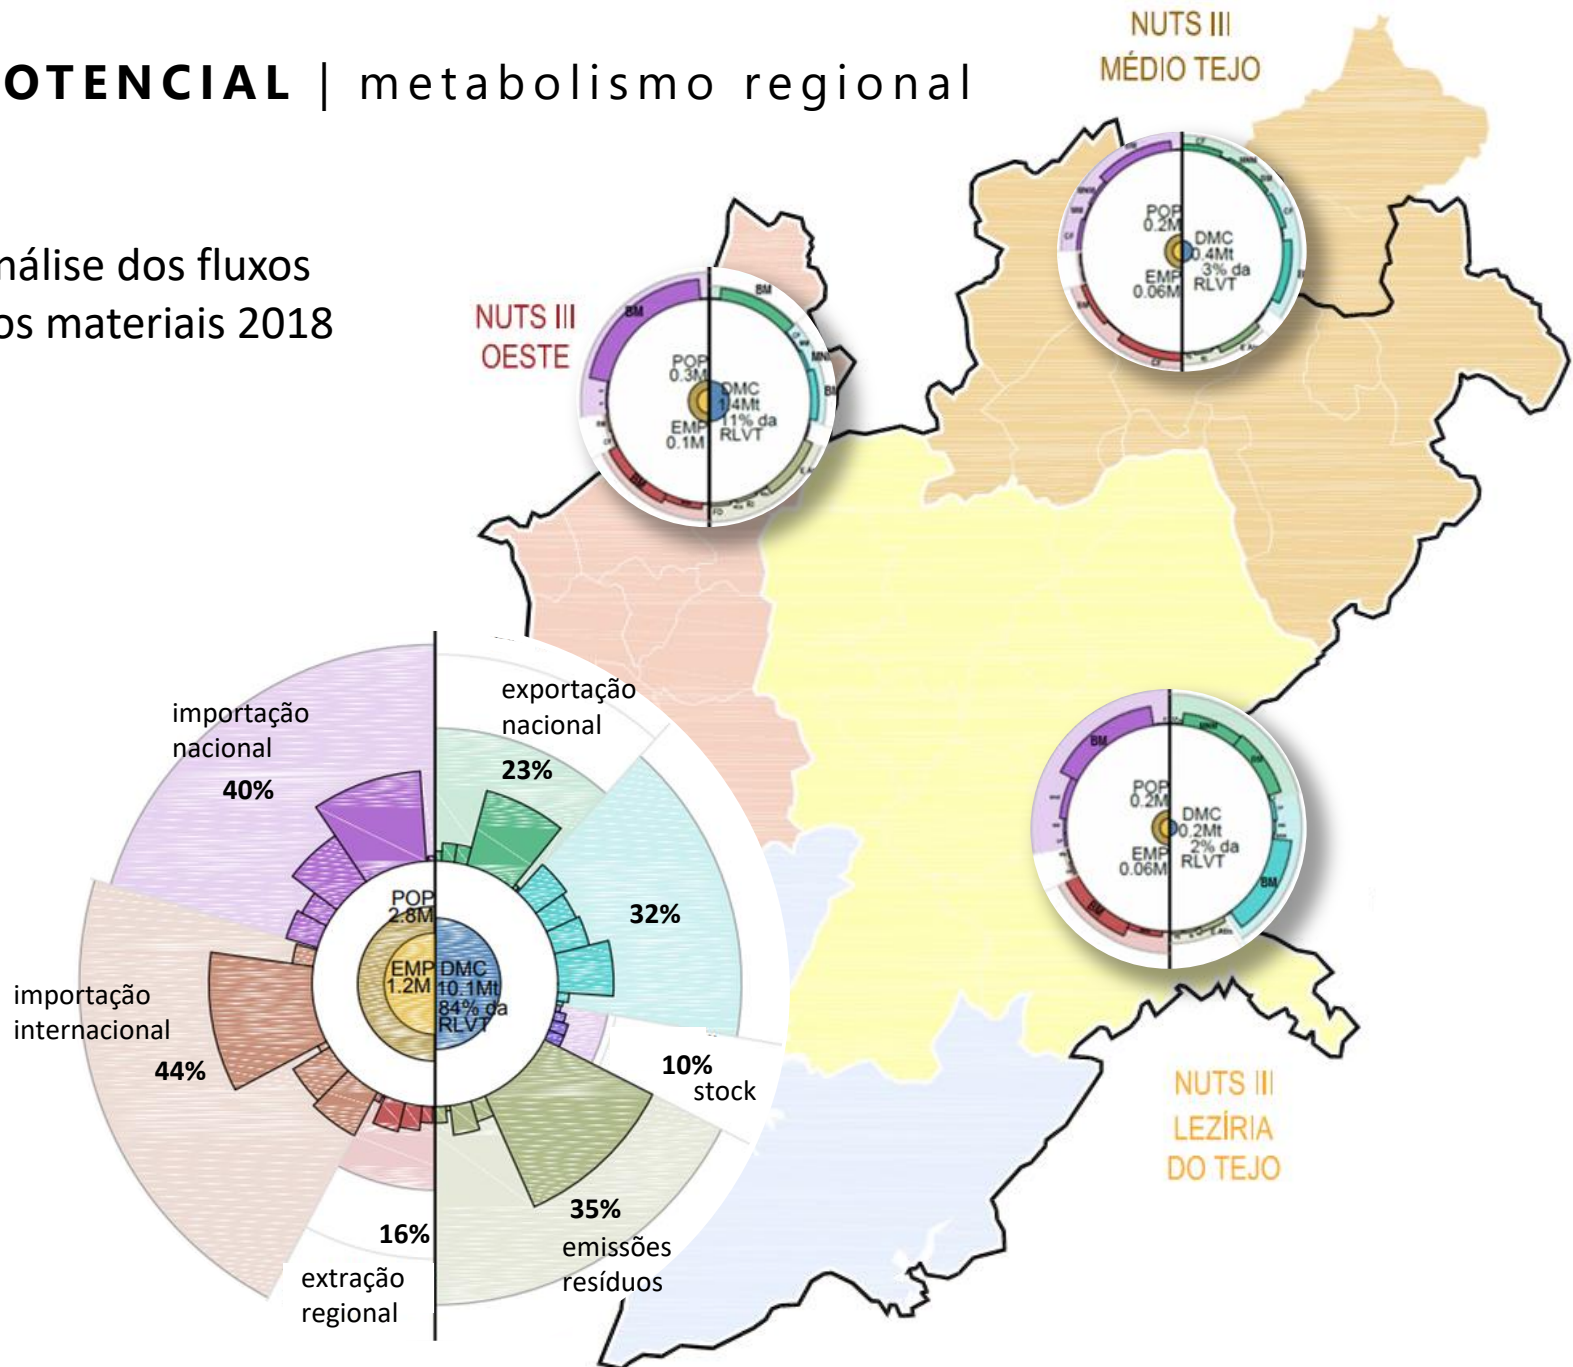 OTENCIAL | metabolismo regional
nálise dos fluxos
os materiais 2018
NUTS III
MÉDIO TEJO
POP
0.2M
EMP
0.06M
DMC
0.4Mt
3% da
RLVT
NUTS III
OESTE
BM
BM
BM
POP
0.3M
EMP
0.1M
DMC
1.4Mt
11% da
RLVT
importação
nacional
40%
exportação
nacional
23%
32%
10%
stock
35%
emissões
resíduos
16%
extração
regional
importação
internacional
44%
POP
2.8M
EMP
1.2M
DMC
10.1Mt
84% da
RLVT
BM
MNM
BM
BM
BM
POP
0.2M
EMP
0.06M
DMC
0.2Mt
2% da
RLVT
NUTS III
LEZÍRIA
DO TEJO